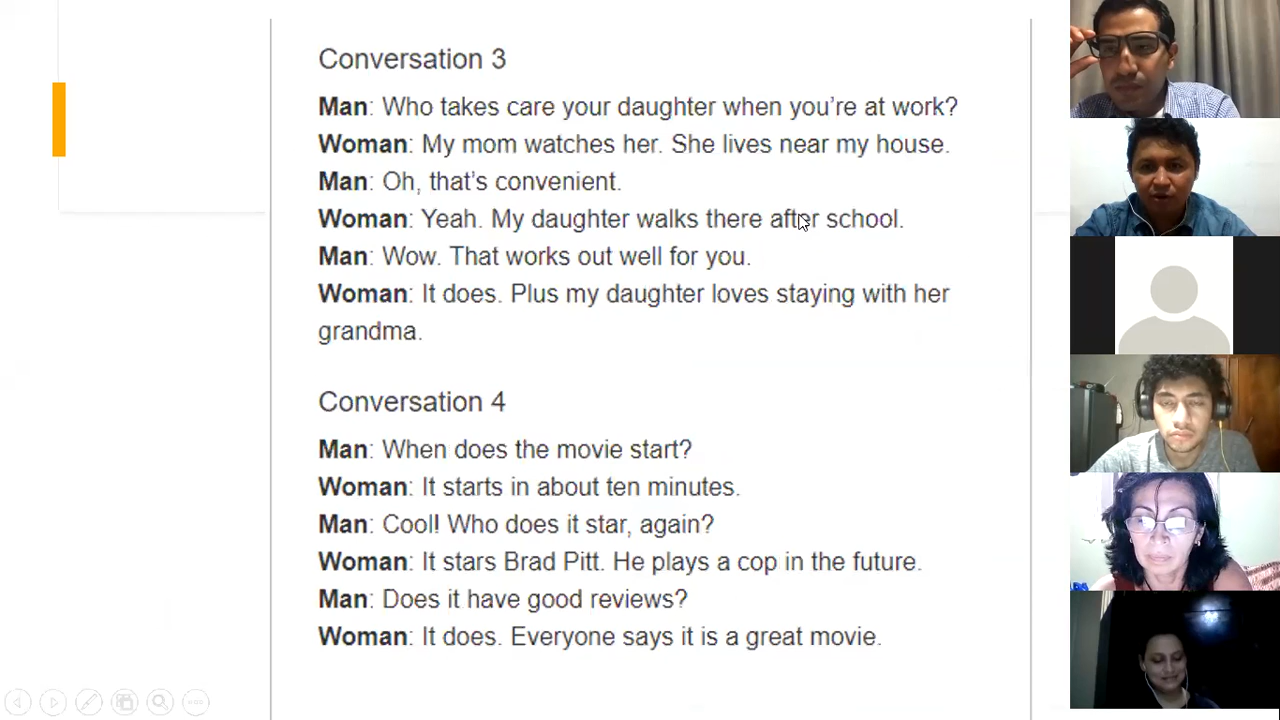 Conversation 3
Man: Who takes care your daughter when you're at work?
Woman: My mom watches her. She lives near my house.
Man: Oh, that's convenient.
Woman: Yeah. My daughter walks there after school.
Man: Wow. That works out well for you.
Woman: It does. Plus my daughter loves staying with her
grandma.
Conversation 4
Man: When does the movie start?
Woman: It starts in about ten minutes.
Man: Cool! Who does it star, again?
Woman: It stars Brad Pitt. He plays a cop in the future.
Man: Does it have good reviews?
Woman: It does. Everyone says it is a great movie.